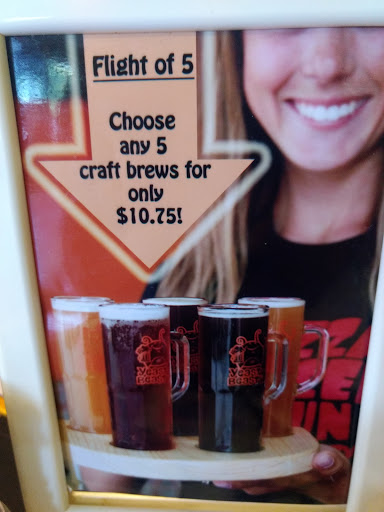 Flight of 5
Choose
any 5
craft brews for
only
$10.75!